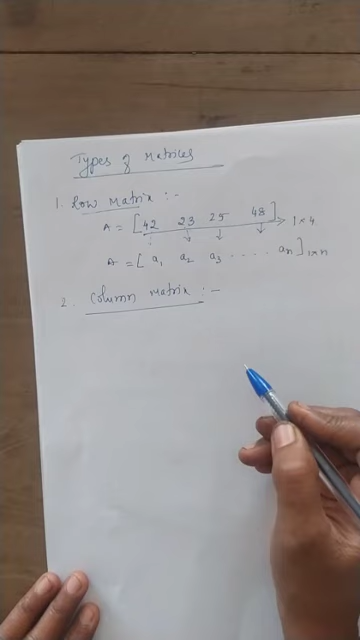 Types of Matrices
1. Row matrix :-
A = [42 23 25 48] → 1×4
A = [a₁ a₂ a₃ .... aₙ]₁ₓₙ
2. Column matrix :-